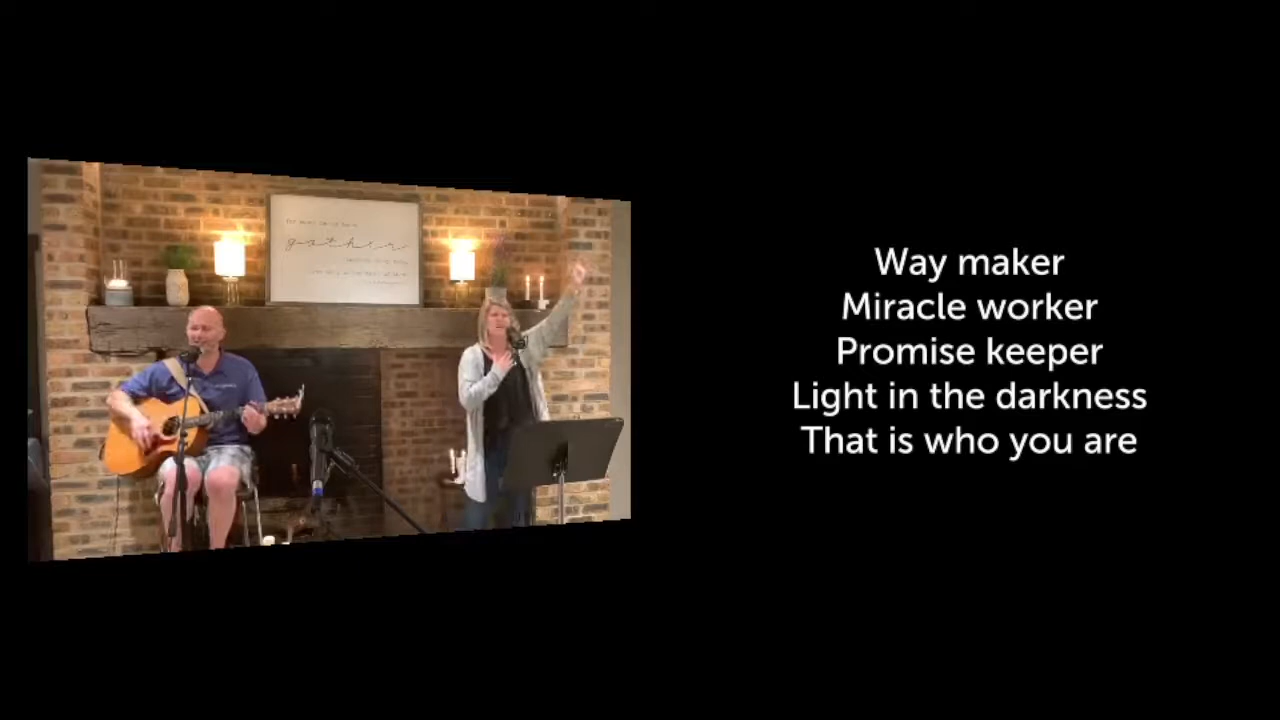 gather
Way maker
Miracle worker
Promise keeper
Light in the darkness
That is who you are